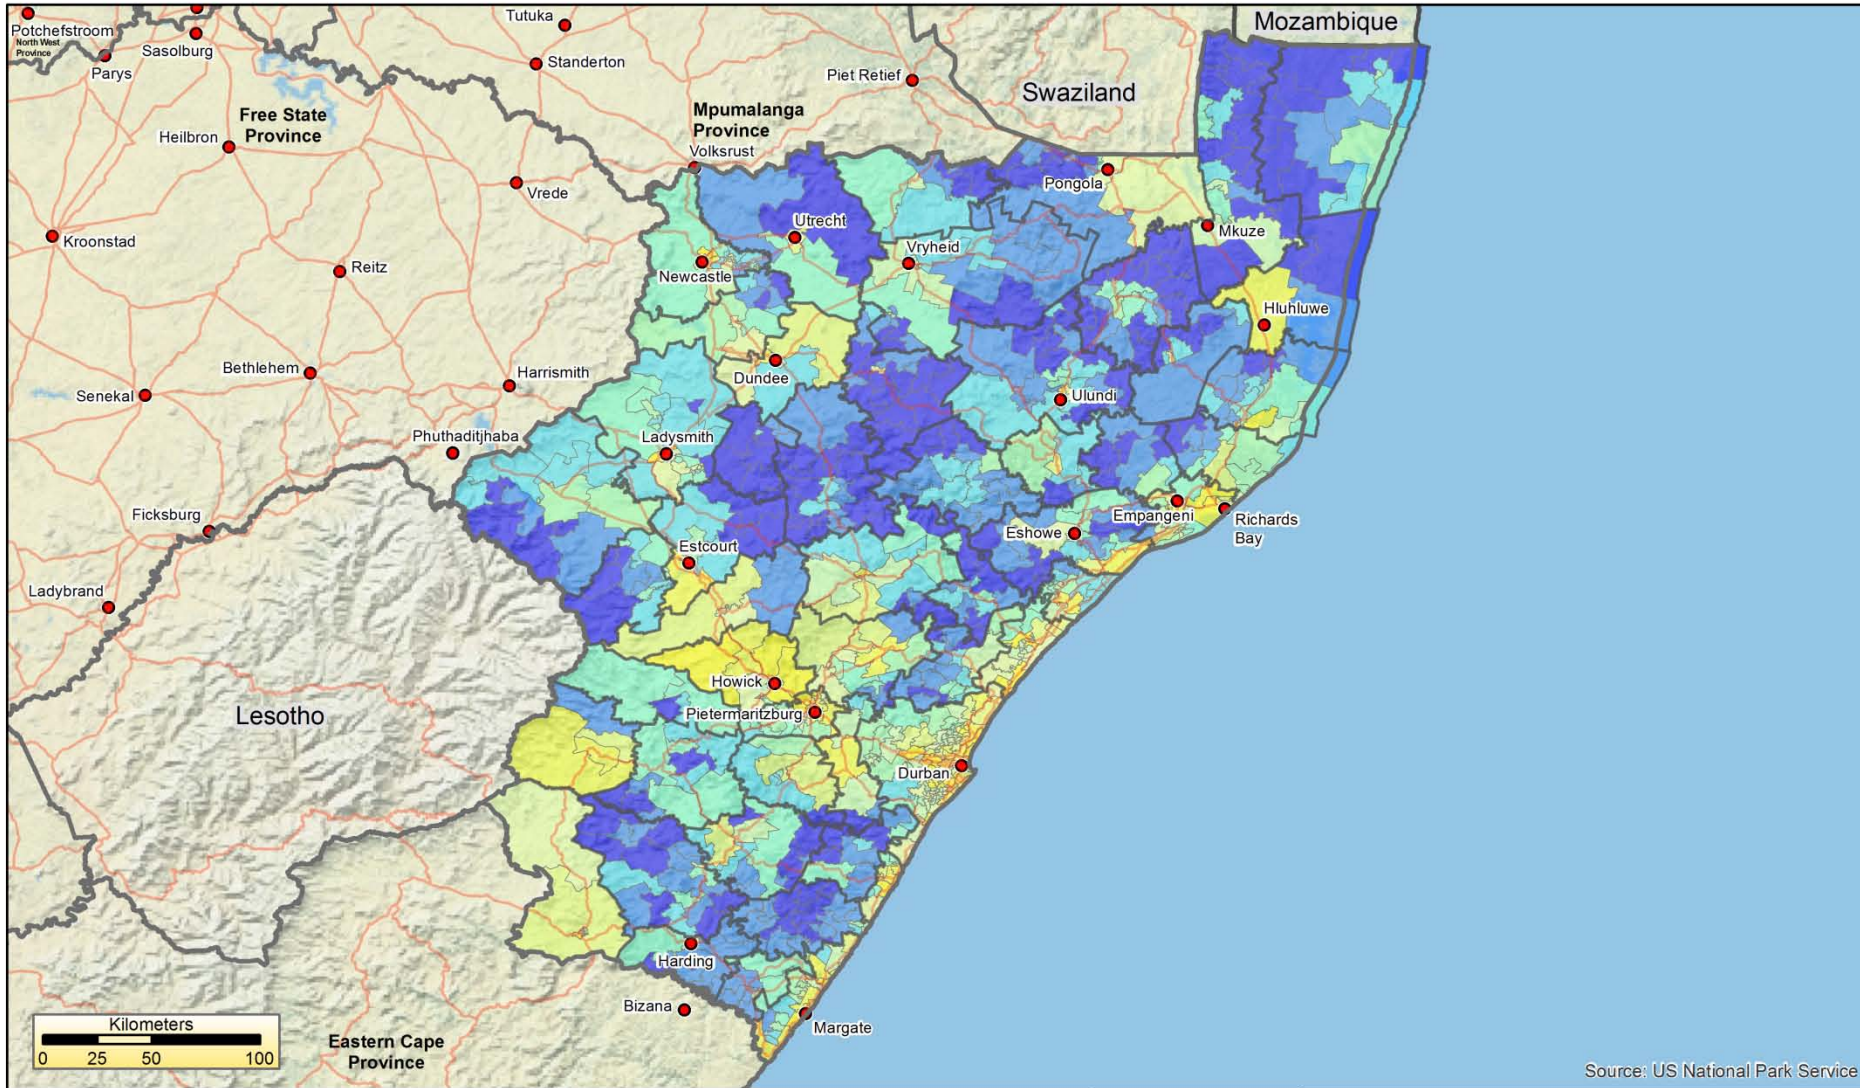 Mozambique
Tutuka
Potchefstroom
North West
Province
Sasolburg
Parys
Standerton
Piet Retief
Swaziland
Free State
Province
Mpumalanga
Province
Heilbron
Volksrust
Vrede
Pongola
Utrecht
Mkuze
Kroonstad
Vryheid
Reitz
Newcastle
Hluhluwe
Bethlehem
Harrismith
Dundee
Senekal
Ulundi
Phuthaditjhaba
Ladysmith
Ficksburg
Empangeni
Richards
Bay
Eshowe
Estcourt
Ladybrand
Howick
Lesotho
Pietermaritzburg
Durban
Harding
Bizana
Margate
Kilometers
0 25 50 100
Eastern Cape
Province
Source: US National Park Service